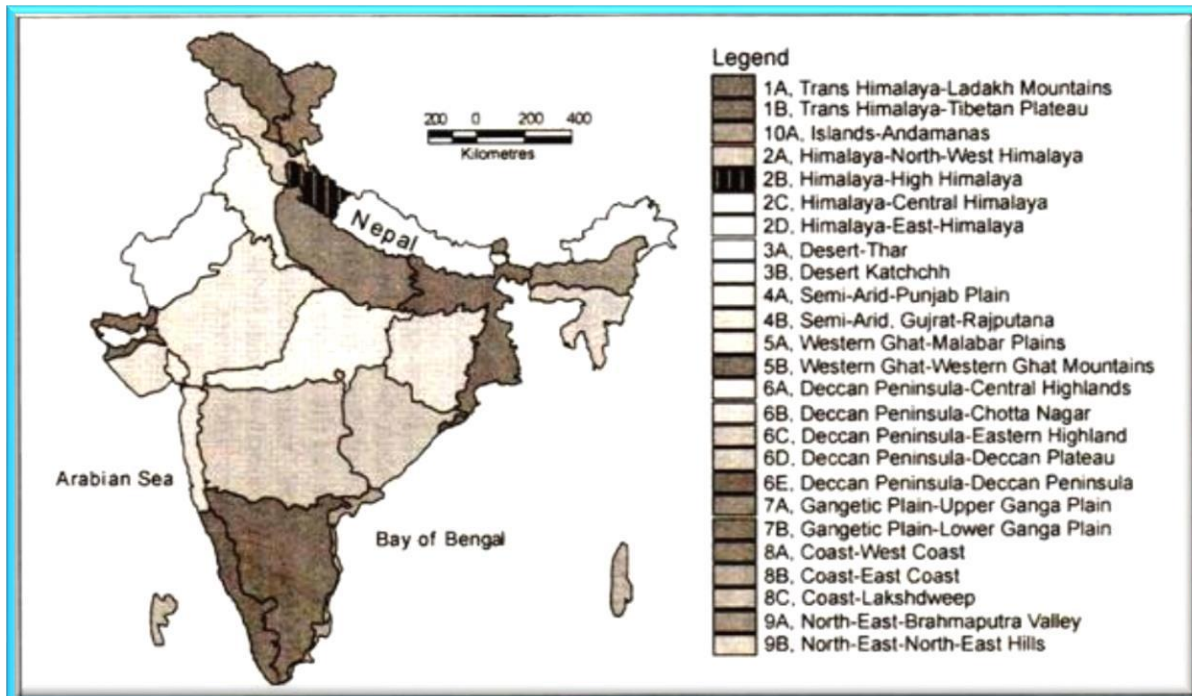 Legend
1A, Trans Himalaya-Ladakh Mountains
1B, Trans Himalaya-Tibetan Plateau
10A, Islands-Andamanas
2A, Himalaya-North-West Himalaya
2B, Himalaya-High Himalaya
2C, Himalaya-Central Himalaya
2D, Himalaya-East-Himalaya
3A, Desert-Thar
3B, Desert Katchchh
4A, Semi-Arid-Punjab Plain
4B, Semi-Arid, Gujrat-Rajputana
5A, Western Ghat-Malabar Plains
5B, Western Ghat-Western Ghat Mountains
6A, Deccan Peninsula-Central Highlands
6B, Deccan Peninsula-Chotta Nagar
6C, Deccan Peninsula-Eastern Highland
6D, Deccan Peninsula-Deccan Plateau
6E, Deccan Peninsula-Deccan Peninsula
7A, Gangetic Plain-Upper Ganga Plain
7B, Gangetic Plain-Lower Ganga Plain
8A, Coast-West Coast
8B, Coast-East Coast
8C, Coast-Lakshdweep
9A, North-East-Brahmaputra Valley
9B, North-East-North-East Hills
200 0 200 400
Kilometres
Nepal
Arabian Sea
Bay of Bengal